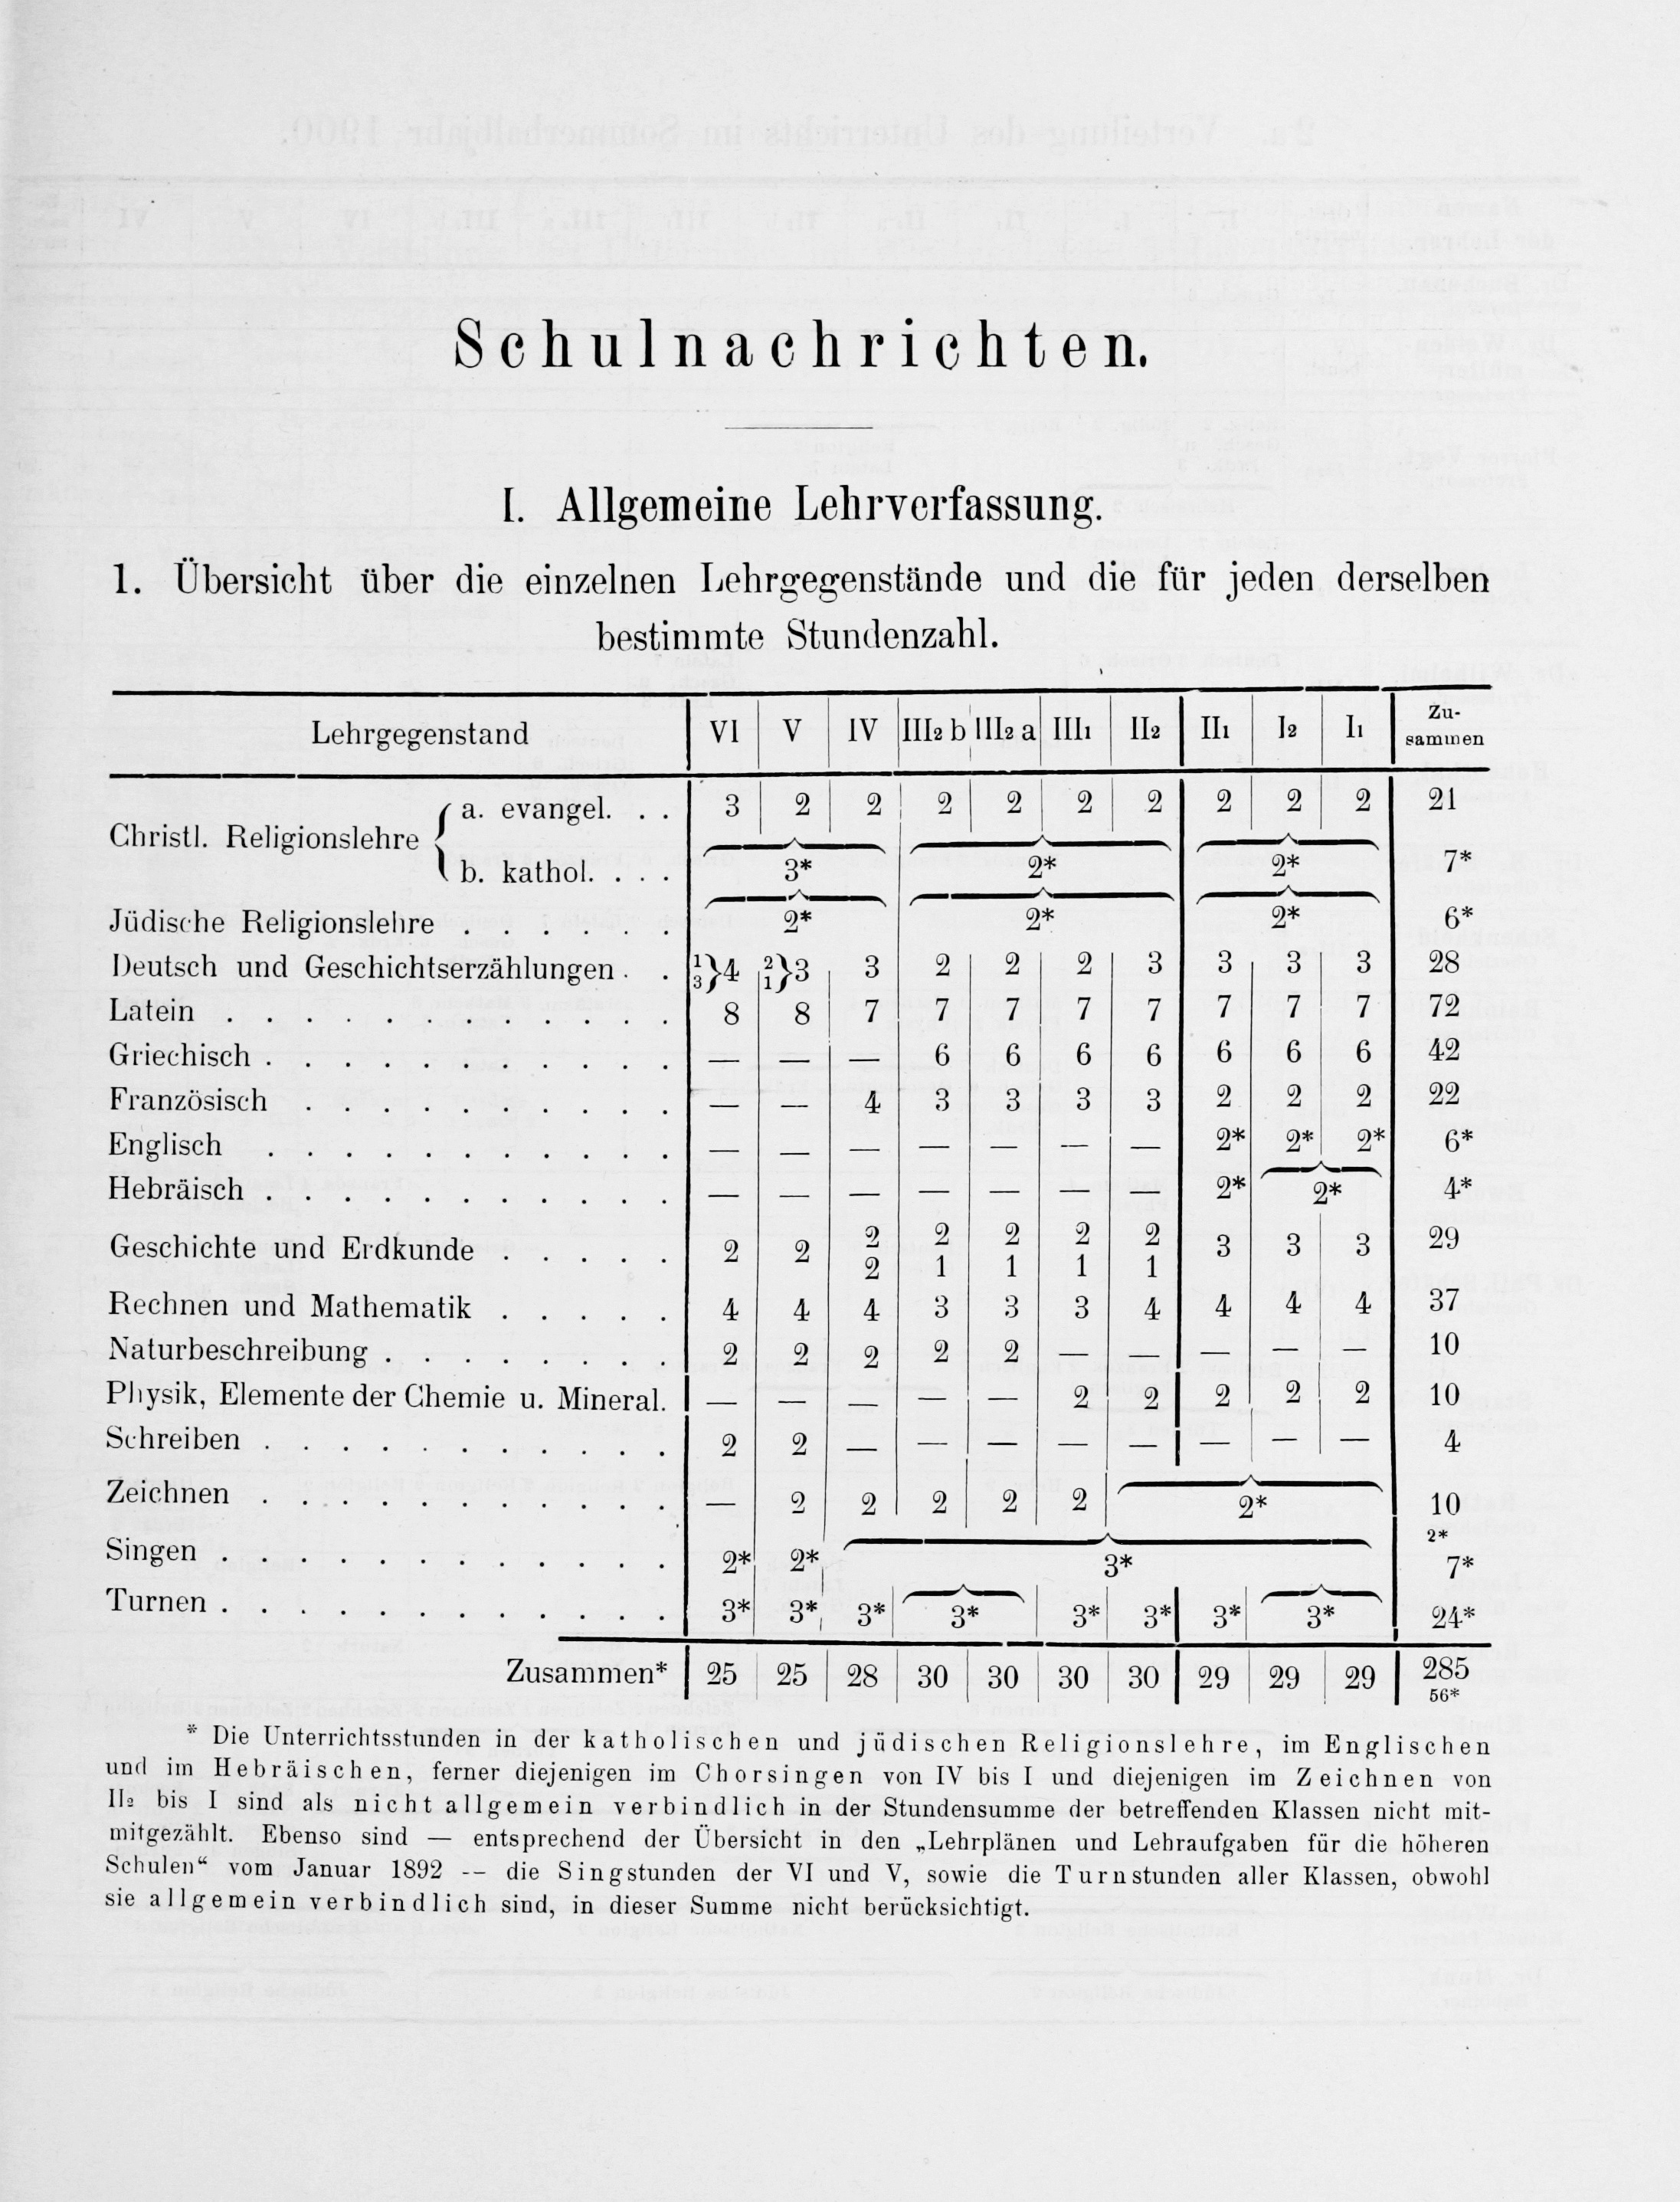 Schulnachrichten.
I. Allgemeine Lehrverfassung.
1. Übersicht über die einzelnen Lehrgegenstände und die für jeden derselben
bestimmte Stundenzahl.
Lehrgegenstand VI V IV III2 b III2 a III1 II2 II1 I2 I1 Zu-
sammen
Christl. Religionslehre { a. evangel. . . 3 2 2 2 2 2 2 2 2 2 21
b. kathol. . . . 3* 2* 2* 7*
Jüdische Religionslehre . . . . . . 2* 2* 2* 6*
Deutsch und Geschichtserzählungen . . 1 3}4 2 1}3 3 2 2 2 3 3 3 3 28
Latein . . . . . . . . . . . . 8 8 7 7 7 7 7 7 7 7 72
Griechisch . . . . . . . . . . . — — — 6 6 6 6 6 6 6 42
Französisch . . . . . . . . . . — — 4 3 3 3 3 2 2 2 22
Englisch . . . . . . . . . . . — — — — — — — 2* 2* 2* 6*
Hebräisch . . . . . . . . . . . — — — — — — — 2* 2* 4*
Geschichte und Erdkunde . . . . . 2 2 2 2 2 2 2 3 3 3 29
2 1 1 1 1
Rechnen und Mathematik . . . . . 4 4 4 3 3 3 4 4 4 4 37
Naturbeschreibung . . . . . . . . 2 2 2 2 2 — — — — — 10
Physik, Elemente der Chemie u. Mineral. — — — — — 2 2 2 2 2 10
Schreiben . . . . . . . . . . . 2 2 — — — — — — — — 4
Zeichnen . . . . . . . . . . . — 2 2 2 2 2 2* 10
2*
Singen . . . . . . . . . . . . 2* 2* 3* 7*
Turnen . . . . . . . . . . . . 3* 3* 3* 3* 3* 3* 3* 3* 24*
Zusammen* 25 25 28 30 30 30 30 29 29 29 285
56*
* Die Unterrichtsstunden in der katholischen und jüdischen Religionslehre, im Englischen
und im Hebräischen, ferner diejenigen im Chorsingen von IV bis I und diejenigen im Zeichnen von
II2 bis I sind als nicht allgemein verbindlich in der Stundensumme der betreffenden Klassen nicht mit-
mitgezählt. Ebenso sind — entsprechend der Übersicht in den „Lehrplänen und Lehraufgaben für die höheren
Schulen“ vom Januar 1892 -- die Singstunden der VI und V, sowie die Turnstunden aller Klassen, obwohl
sie allgemein verbindlich sind, in dieser Summe nicht berücksichtigt.